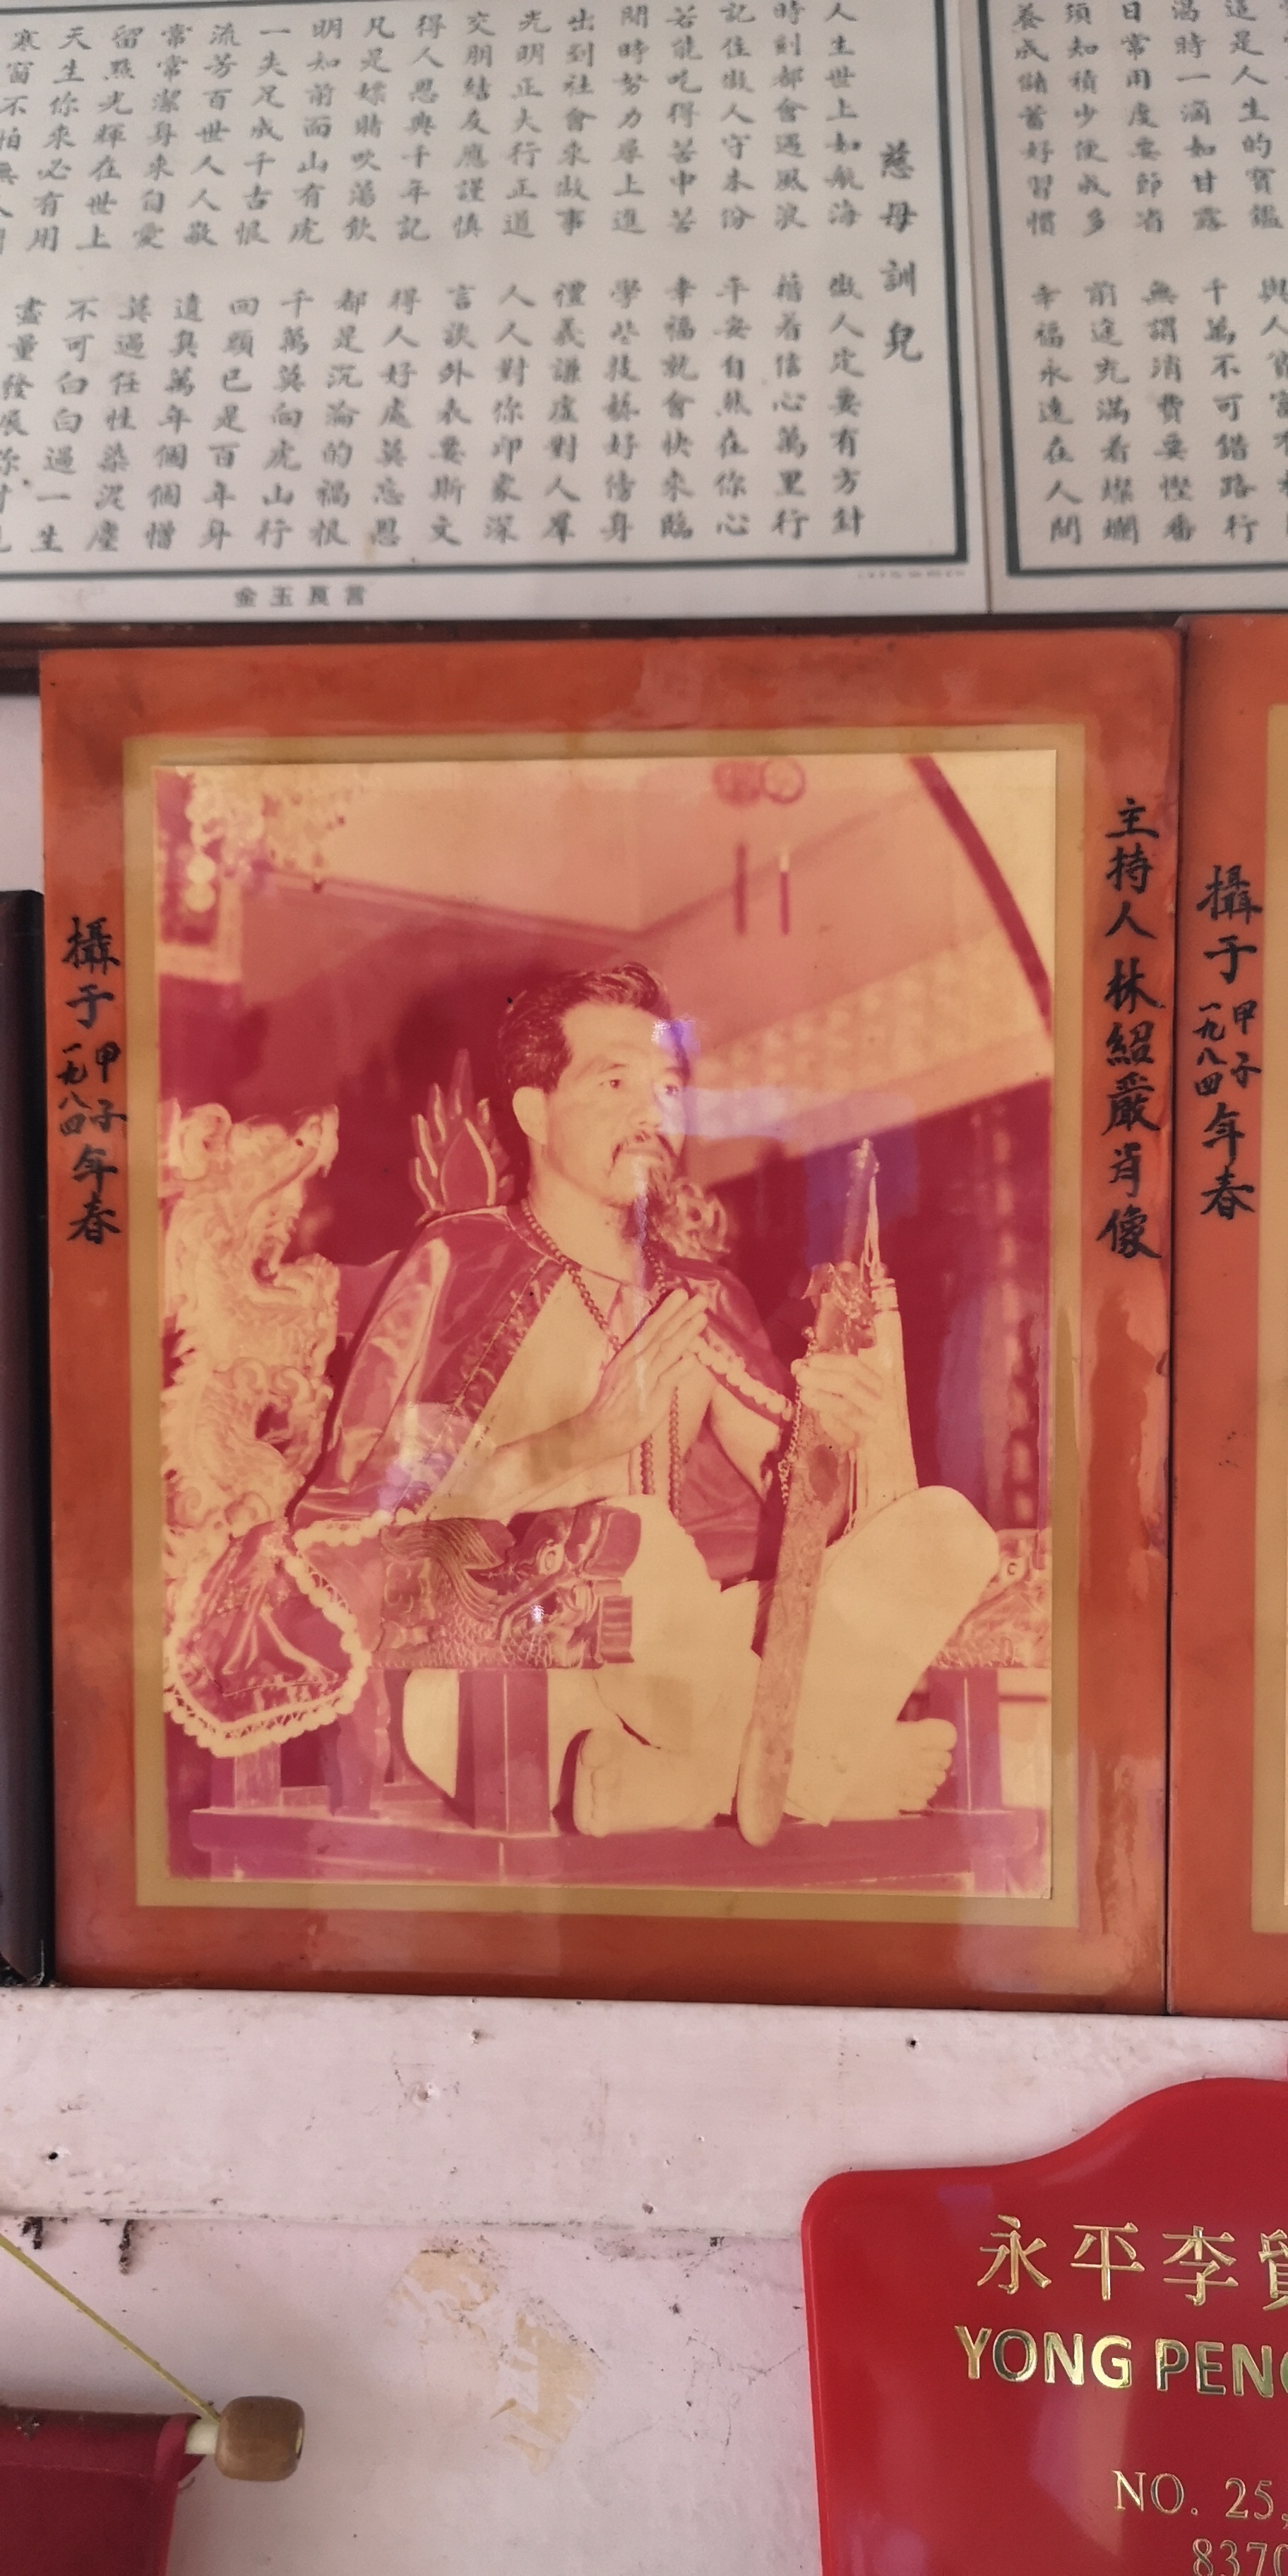 這是人生的寶鑑
渴時一滴如甘露
千萬不可錯路行
日常用度要節省
無謂消費要慳番
須知積少便成多
前途充滿着燦爛
養成儲蓄好習慣
幸福永遠在人間
慈母訓兒
人生世上如航海
做人定要有方針
時刻都會遇風浪
藉着信心萬里行
記住做人守本份
平安自然在你心
若能吃得苦中苦
幸福就會快來臨
閒時努力尋上進
學些技藝好傍身
出到社會來做事
禮義謙虛對人羣
光明正大行正道
人人對你印象深
交朋結友應謹慎
言談外表要斯文
得人恩典千年記
得人好處莫忘恩
凡是嫖賭吹蕩飲
都是沉淪的禍根
明知前面山有虎
千萬莫向虎山行
一失足成千古恨
回頭已是百年身
流芳百世人人敬
遺臭萬年個個憎
常常潔身來自愛
莫過任性染泥塵
留點光輝在世上
不可白白過一生
天生你來必有用
盡量發展你
寒窗不怕無人
金玉良言
攝于甲子一九八四年春
主持人林紹嚴肖像
攝于甲子一九八四年春
永平李
YONG PENG
NO. 25,
8370